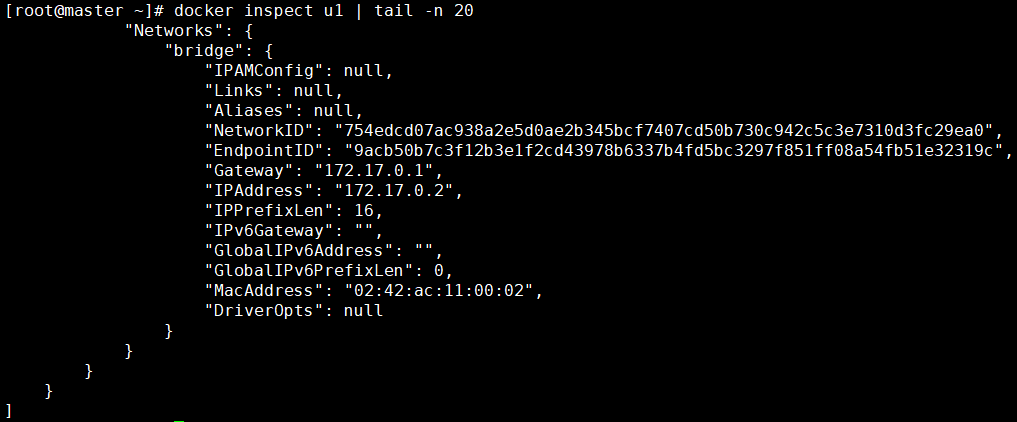 [root@master ~]# docker inspect u1 | tail -n 20
            "Networks": {
                "bridge": {
                    "IPAMConfig": null,
                    "Links": null,
                    "Aliases": null,
                    "NetworkID": "754edcd07ac938a2e5d0ae2b345bcf7407cd50b730c942c5c3e7310d3fc29ea0",
                    "EndpointID": "9acb50b7c3f12b3e1f2cd43978b6337b4fd5bc3297f851ff08a54fb51e32319c",
                    "Gateway": "172.17.0.1",
                    "IPAddress": "172.17.0.2",
                    "IPPrefixLen": 16,
                    "IPv6Gateway": "",
                    "GlobalIPv6Address": "",
                    "GlobalIPv6PrefixLen": 0,
                    "MacAddress": "02:42:ac:11:00:02",
                    "DriverOpts": null
                }
            }
        }
    }
]